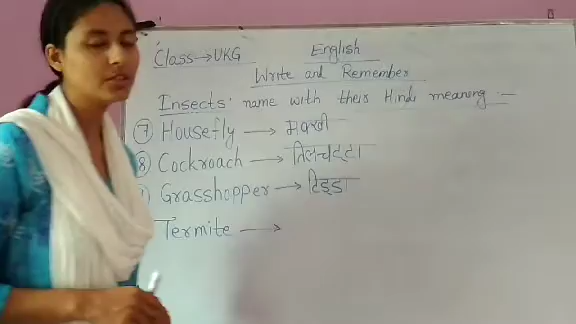 Class→UKG English
Write and Remember
Insects name with their Hindi meaning :—
⑦ Housefly → मक्खी
⑧ Cockroach → तिलचट्टा
Grasshopper → टिड्डा
Termite →